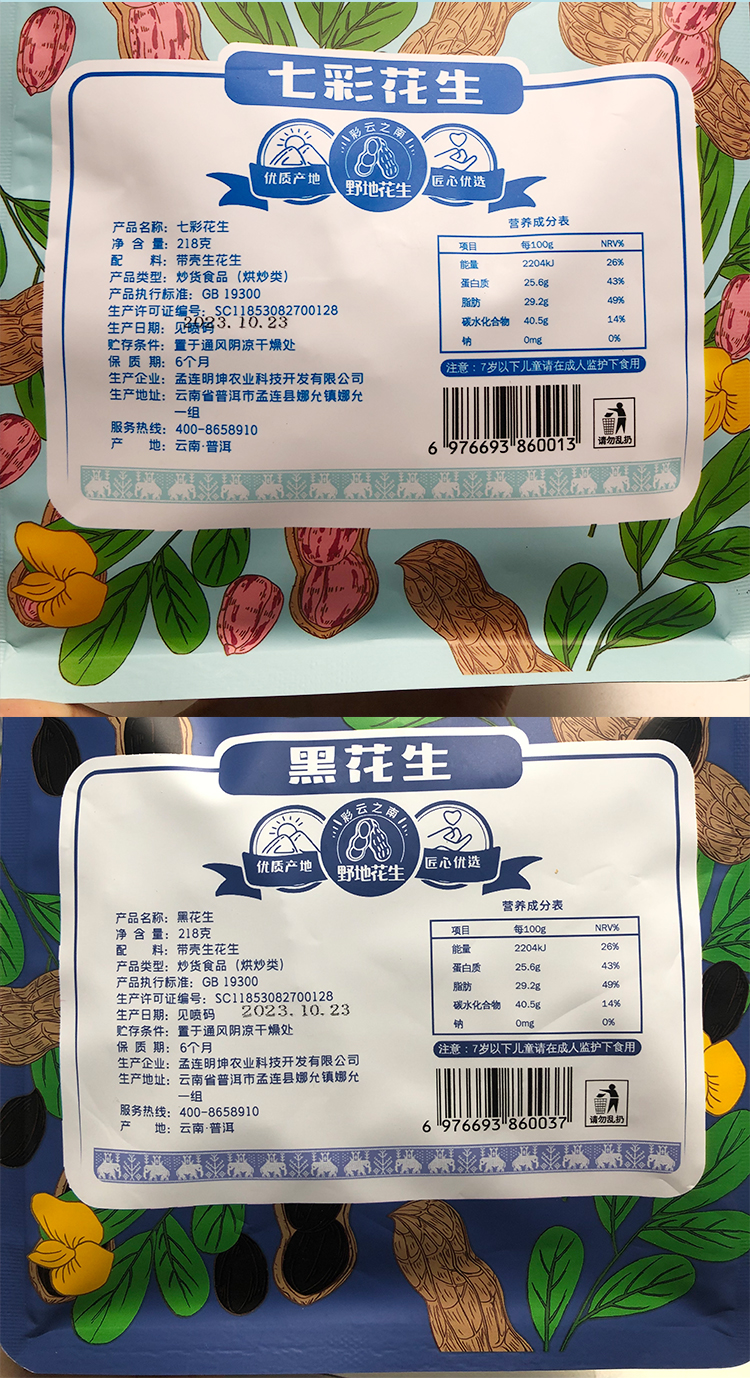 七彩花生
彩云之南
优质产地 野地花生 匠心优选
产品名称：七彩花生
净 含 量：218克
配 料：带壳生花生
产品类型：炒货食品（烘炒类）
产品执行标准：GB 19300
生产许可证编号：SC11853082700128
生产日期：见喷码
2023.10.23
贮存条件：置于通风阴凉干燥处
保 质 期：6个月
生产企业：孟连明坤农业科技开发有限公司
生产地址：云南省普洱市孟连县娜允镇娜允
一组
服务热线：400-8658910
产 地：云南·普洱
营养成分表
项目 每100g NRV%
能量 2204kJ 26%
蛋白质 25.6g 43%
脂肪 29.2g 49%
碳水化合物 40.5g 14%
钠 0mg 0%
注意：7岁以下儿童请在成人监护下食用
6 976693 860013
请勿乱扔
黑花生
彩云之南
优质产地 野地花生 匠心优选
产品名称：黑花生
净 含 量：218克
配 料：带壳生花生
产品类型：炒货食品（烘炒类）
产品执行标准：GB 19300
生产许可证编号：SC11853082700128
生产日期：见喷码 2023.10.23
贮存条件：置于通风阴凉干燥处
保 质 期：6个月
生产企业：孟连明坤农业科技开发有限公司
生产地址：云南省普洱市孟连县娜允镇娜允
一组
服务热线：400-8658910
产 地：云南·普洱
营养成分表
项目 每100g NRV%
能量 2204kJ 26%
蛋白质 25.6g 43%
脂肪 29.2g 49%
碳水化合物 40.5g 14%
钠 0mg 0%
注意：7岁以下儿童请在成人监护下食用
6 976693 860037
请勿乱扔